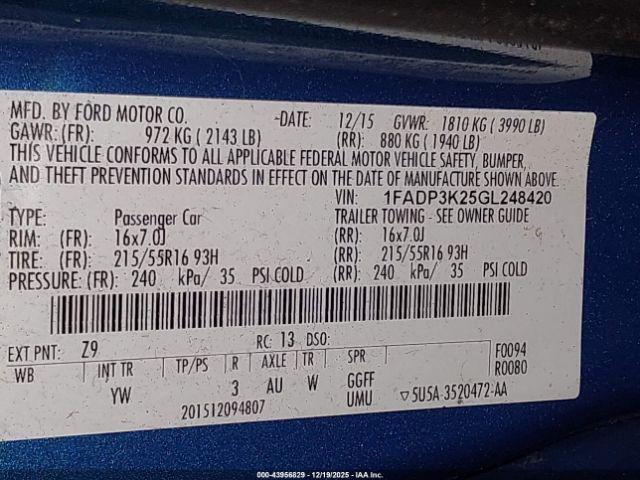 MFD. BY FORD MOTOR CO. DATE: 12/15 GVWR: 1810 KG ( 3990 LB)
GAWR: (FR): 972 KG ( 2143 LB) (RR): 880 KG ( 1940 LB)
THIS VEHICLE CONFORMS TO ALL APPLICABLE FEDERAL MOTOR VEHICLE SAFETY, BUMPER,
AND THEFT PREVENTION STANDARDS IN EFFECT ON THE DATE OF MANUFACTURE SHOWN ABOVE.
VIN: 1FADP3K25GL248420
TYPE: Passenger Car TRAILER TOWING - SEE OWNER GUIDE
RIM: (FR): 16x7.0J (RR): 16x7.0J
TIRE: (FR): 215/55R16 93H (RR): 215/55R16 93H
PRESSURE: (FR): 240 kPa/ 35 PSI COLD (RR): 240 kPa/ 35 PSI COLD
EXT PNT: Z9 RC: 13 DSO: F0094
WB INT TR TP/PS R AXLE TR SPR R0080
YW 3 AU W GGFF
UMU
201512094807 ▽5U5A-3520472-AA
000-43956829 - 12/19/2025 - IAA Inc.